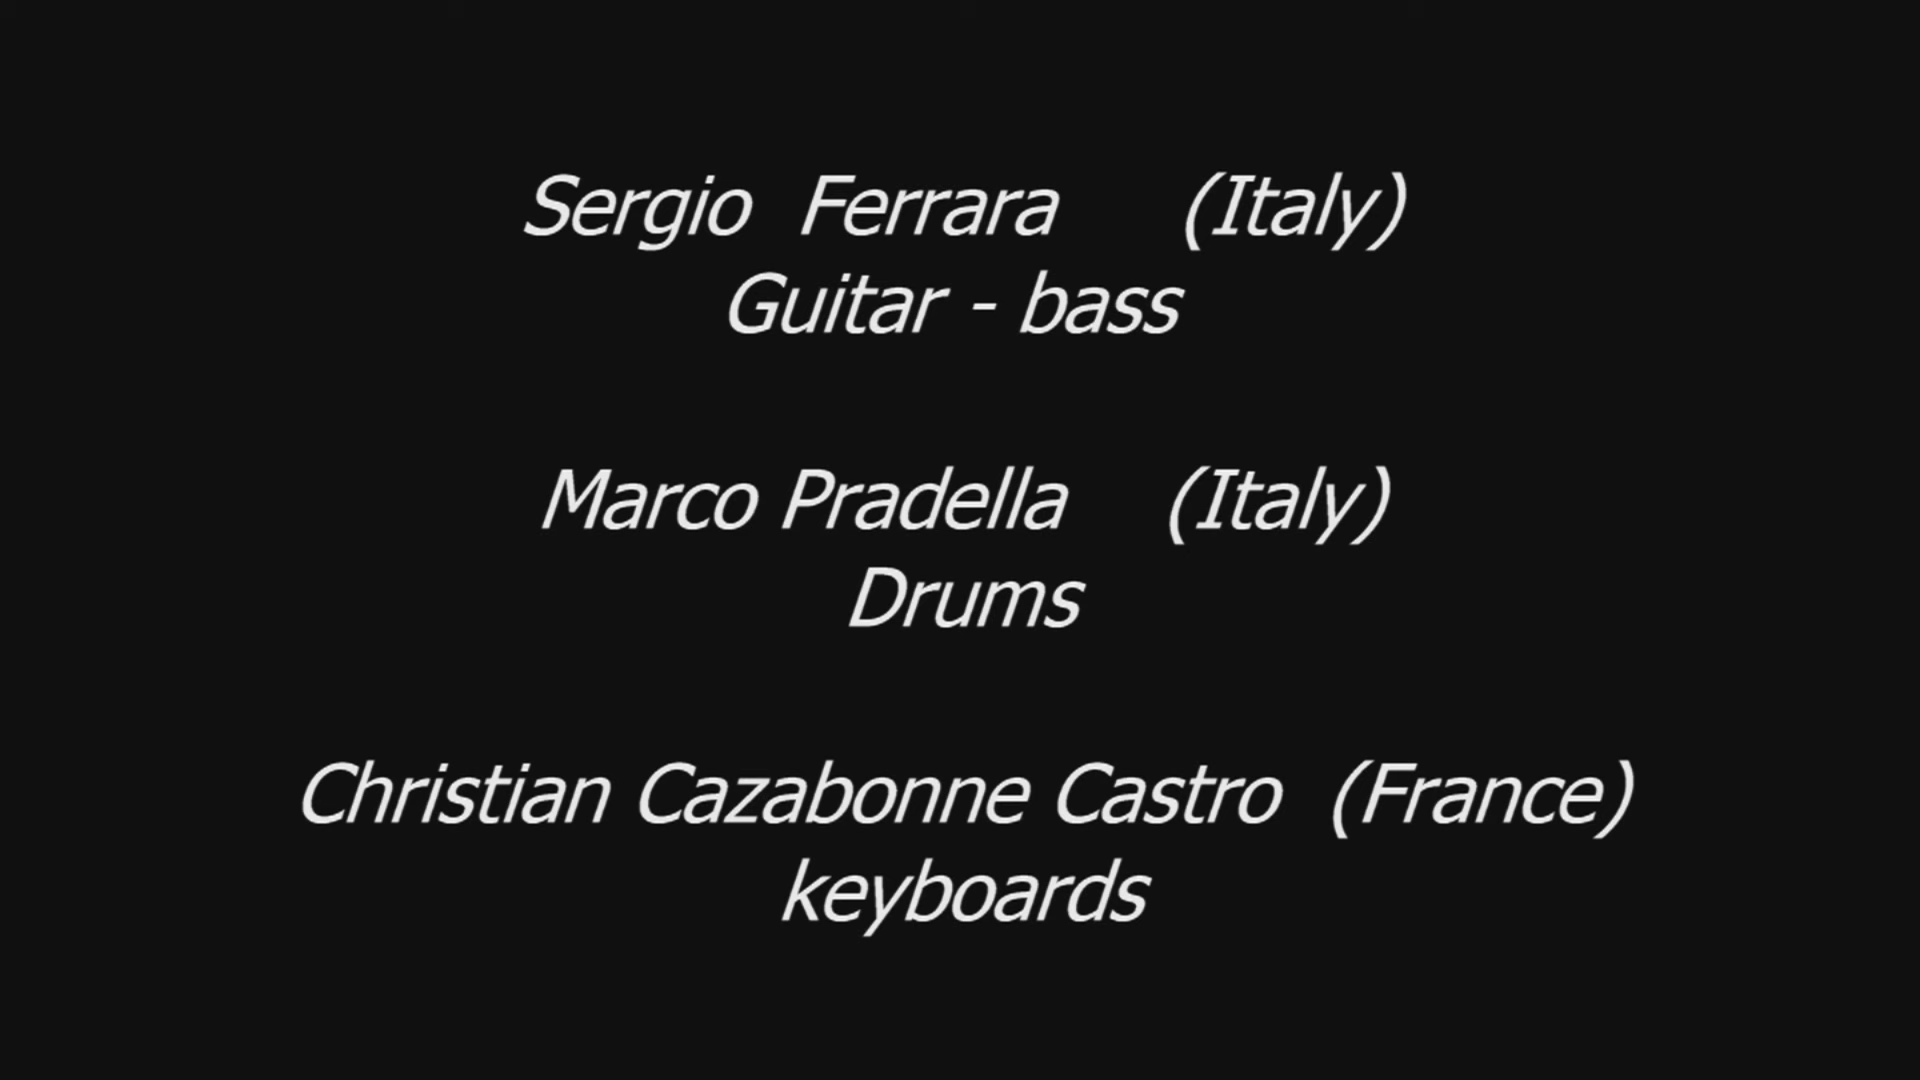 Sergio Ferrara (Italy)
Guitar - bass
Marco Pradella (Italy)
Drums
Christian Cazabonne Castro (France)
keyboards